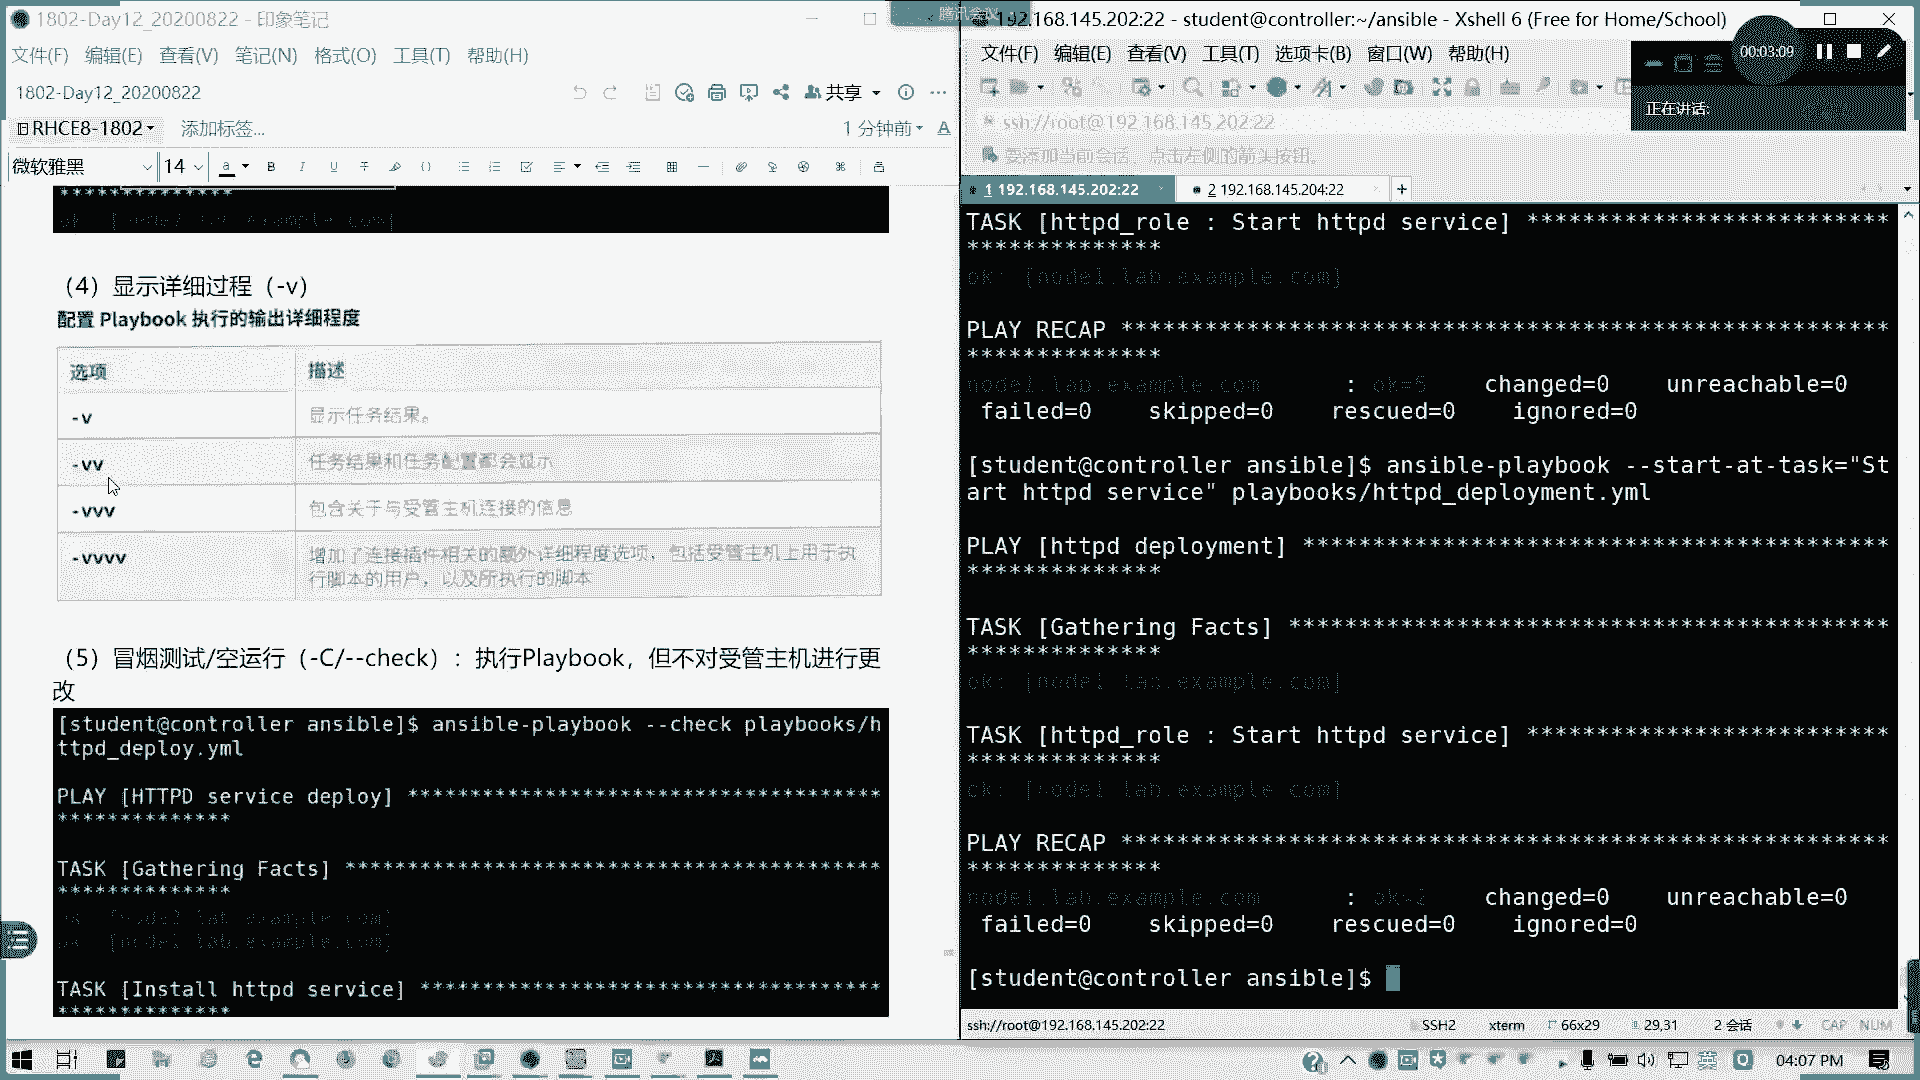 1802-Day12_20200822 - 印象笔记
文件(F) 编辑(E) 查看(V) 笔记(N) 格式(O) 工具(T) 帮助(H)
1802-Day12_20200822
共享
RHCE8-1802 添加标签...
1 分钟前
微软雅黑 14
**************
（4）显示详细过程（-v）
配置 Playbook 执行的输出详细程度
选项 描述
-v 显示任务结果。
-vv 任务结果和任务配置都会显示
-vvv 包含关于与受管主机连接的信息
-vvvv 增加了连接插件相关的额外详细程度选项，包括受管主机上用于执
行脚本的用户，以及所执行的脚本
（5）冒烟测试/空运行（-C/--check）：执行Playbook，但不对受管主机进行更
改
[student@controller ansible]$ ansible-playbook --check playbooks/h
ttpd_deploy.yml
PLAY [HTTPD service deploy] ***************************************
**************
TASK [Gathering Facts] ********************************************
**************
TASK [Install httpd service] **************************************
**************
腾讯会议
192.168.145.202:22 - student@controller:~/ansible - Xshell 6 (Free for Home/School)
文件(F) 编辑(E) 查看(V) 工具(T) 选项卡(B) 窗口(W) 帮助(H)
00:03:09
正在讲话:
ssh://root@192.168.145.202:22
要添加当前会话，点击左侧的箭头按钮。
1 192.168.145.202:22
2 192.168.145.204:22
TASK [httpd_role : Start httpd service] **************************
**************
ok: [node1.lab.example.com]
PLAY RECAP ********************************************************
**************
node1.lab.example.com : ok=5 changed=0 unreachable=0
failed=0 skipped=0 rescued=0 ignored=0
[student@controller ansible]$ ansible-playbook --start-at-task="St
art httpd service" playbooks/httpd_deployment.yml
PLAY [httpd deployment] *******************************************
**************
TASK [Gathering Facts] ********************************************
**************
ok: [node1.lab.example.com]
TASK [httpd_role : Start httpd service] **************************
**************
ok: [node1.lab.example.com]
PLAY RECAP ********************************************************
**************
node1.lab.example.com : ok=2 changed=0 unreachable=0
failed=0 skipped=0 rescued=0 ignored=0
[student@controller ansible]$
ssh://root@192.168.145.202:22
SSH2 xterm 66x29 29,31 2 会话 CAP NUM
英
04:07 PM